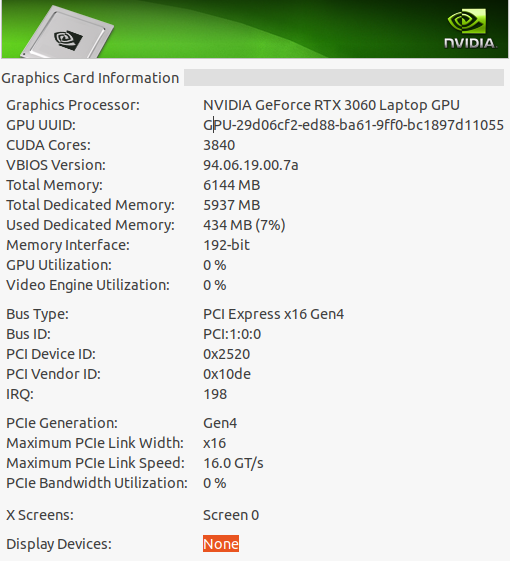 NVIDIA
Graphics Card Information
Graphics Processor: NVIDIA GeForce RTX 3060 Laptop GPU
GPU UUID: GPU-29d06cf2-ed88-ba61-9ff0-bc1897d11055
CUDA Cores: 3840
VBIOS Version: 94.06.19.00.7a
Total Memory: 6144 MB
Total Dedicated Memory: 5937 MB
Used Dedicated Memory: 434 MB (7%)
Memory Interface: 192-bit
GPU Utilization: 0 %
Video Engine Utilization: 0 %
Bus Type: PCI Express x16 Gen4
Bus ID: PCI:1:0:0
PCI Device ID: 0x2520
PCI Vendor ID: 0x10de
IRQ: 198
PCIe Generation: Gen4
Maximum PCIe Link Width: x16
Maximum PCIe Link Speed: 16.0 GT/s
PCIe Bandwidth Utilization: 0 %
X Screens: Screen 0
Display Devices: None